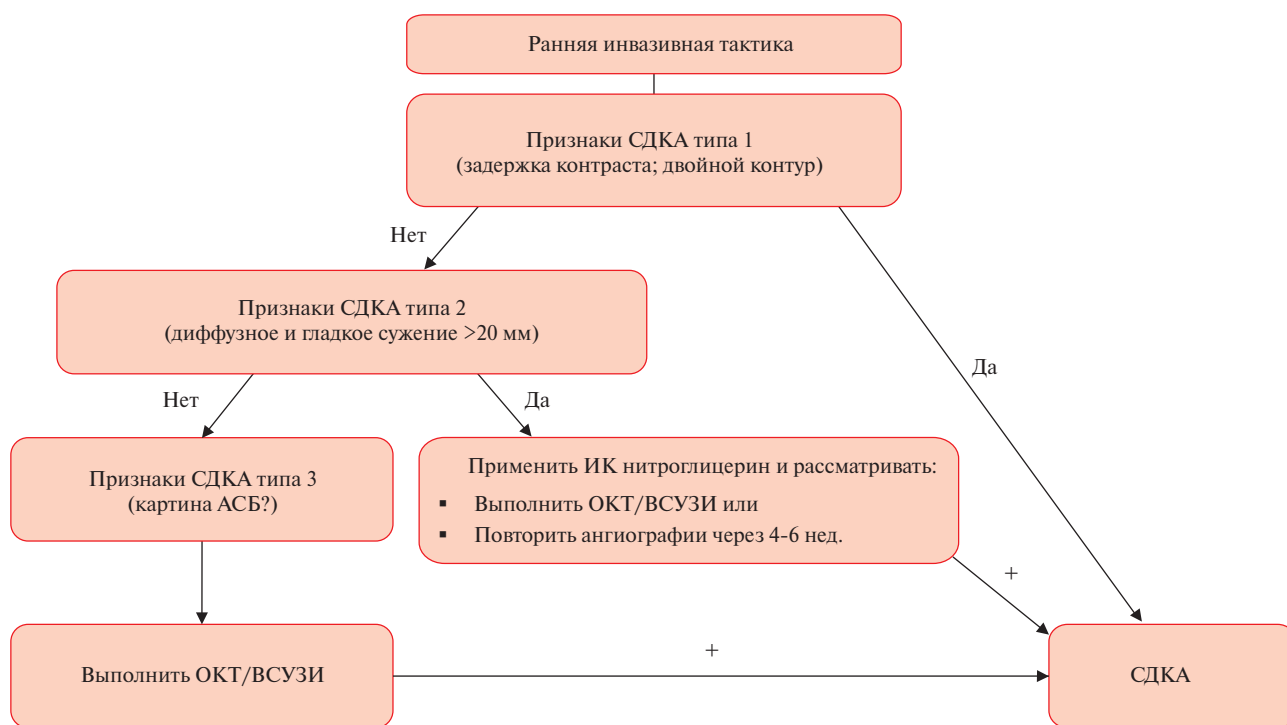 Ранняя инвазивная тактика
Признаки СДКА типа 1
(задержка контраста; двойной контур)
Нет
Признаки СДКА типа 2
(диффузное и гладкое сужение >20 мм)
Да
Нет
Да
Признаки СДКА типа 3
(картина АСБ?)
Применить ИК нитроглицерин и рассматривать:
▪ Выполнить ОКТ/ВСУЗИ или
▪ Повторить ангиографии через 4-6 нед.
+
Выполнить ОКТ/ВСУЗИ
+
СДКА